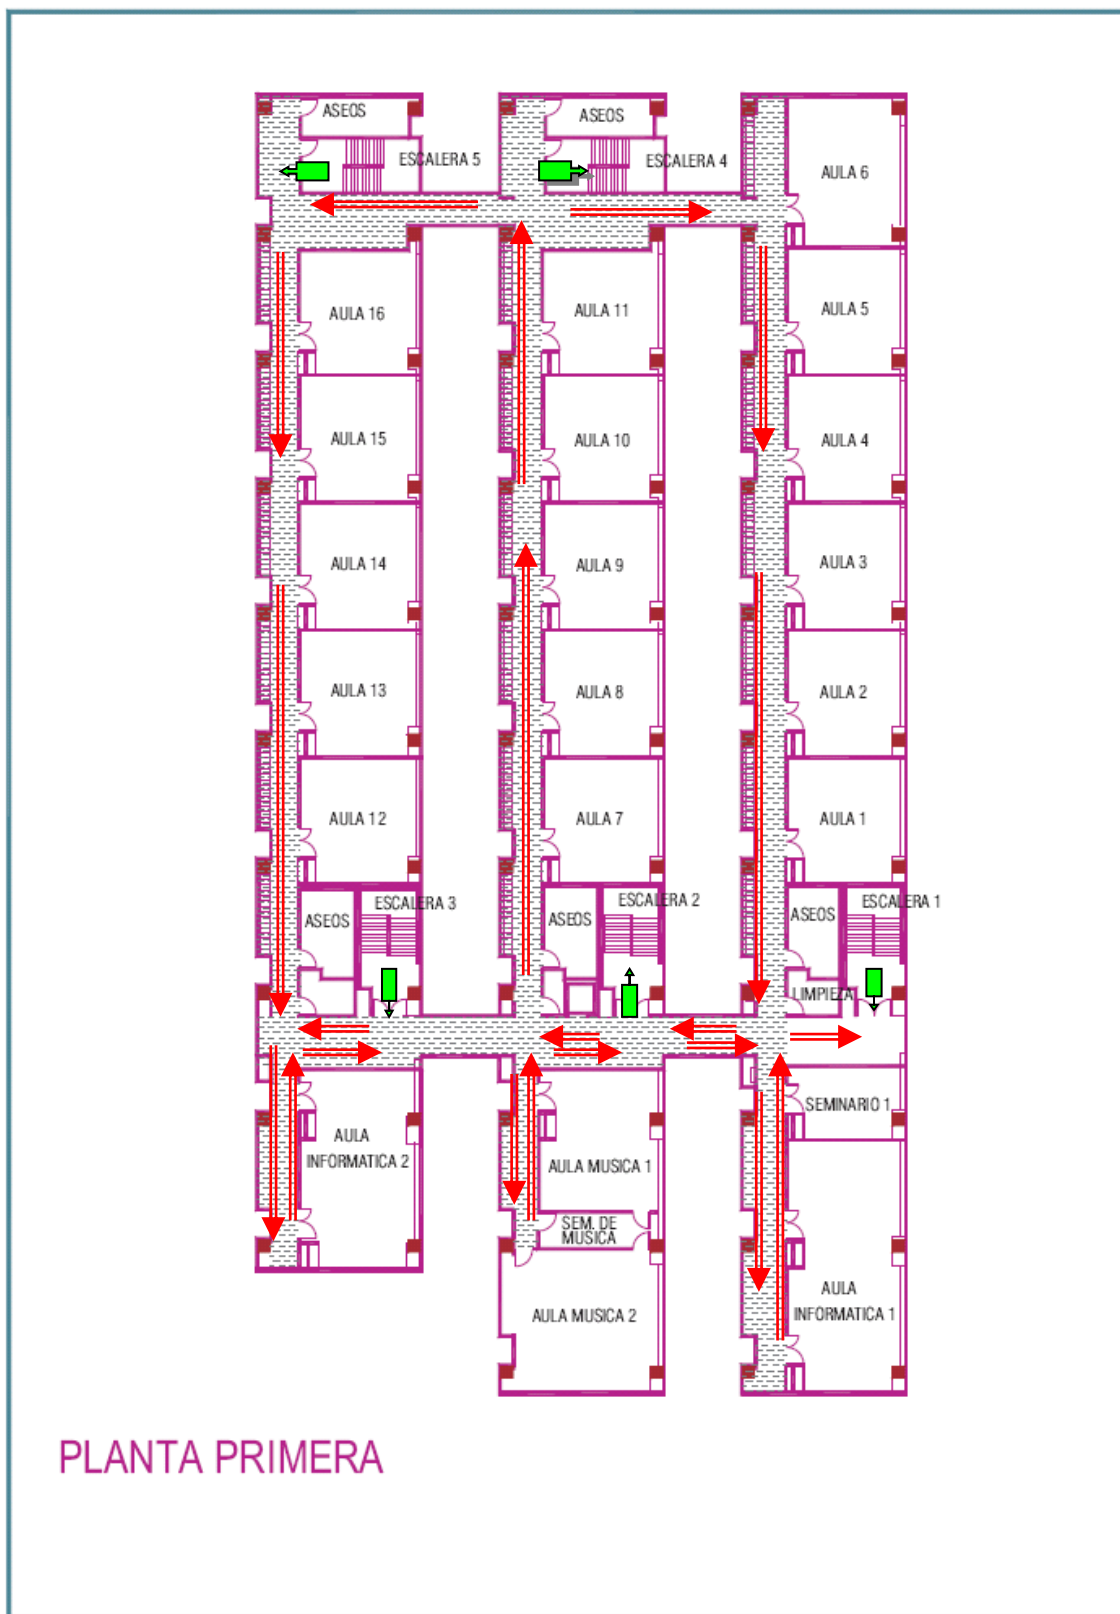 ASEOS
ASEOS
ESCALERA 5
ESCALERA 4
AULA 6
AULA 16
AULA 11
AULA 5
AULA 15
AULA 10
AULA 4
AULA 14
AULA 9
AULA 3
AULA 13
AULA 8
AULA 2
AULA 12
AULA 7
AULA 1
ESCALERA 3
ESCALERA 2
ESCALERA 1
ASEOS
ASEOS
ASEOS
LIMPIEZA
SEMINARIO 1
AULA
INFORMATICA 2
AULA MUSICA 1
SEM. DE
MUSICA
AULA MUSICA 2
AULA
INFORMATICA 1
PLANTA PRIMERA